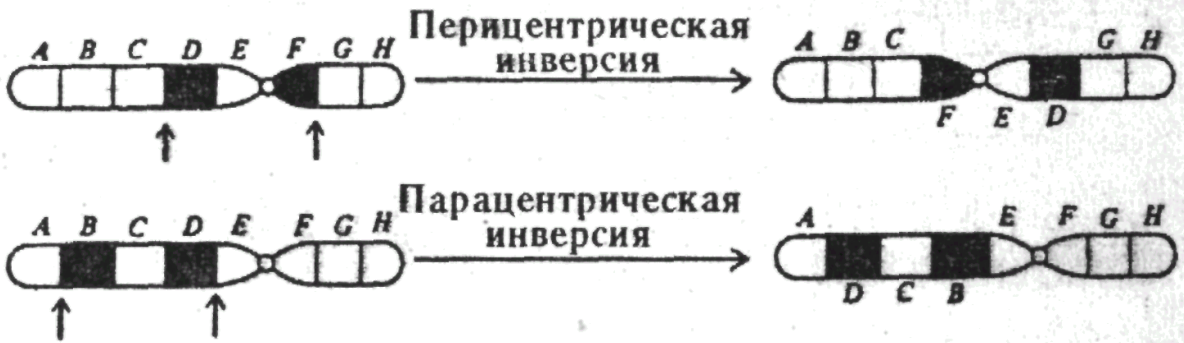 A B C D E F G H
Перицентрическая
инверсия
A B C G H
F E D
A B C D E F G H
Парацентрическая
инверсия
A E F G H
D C B